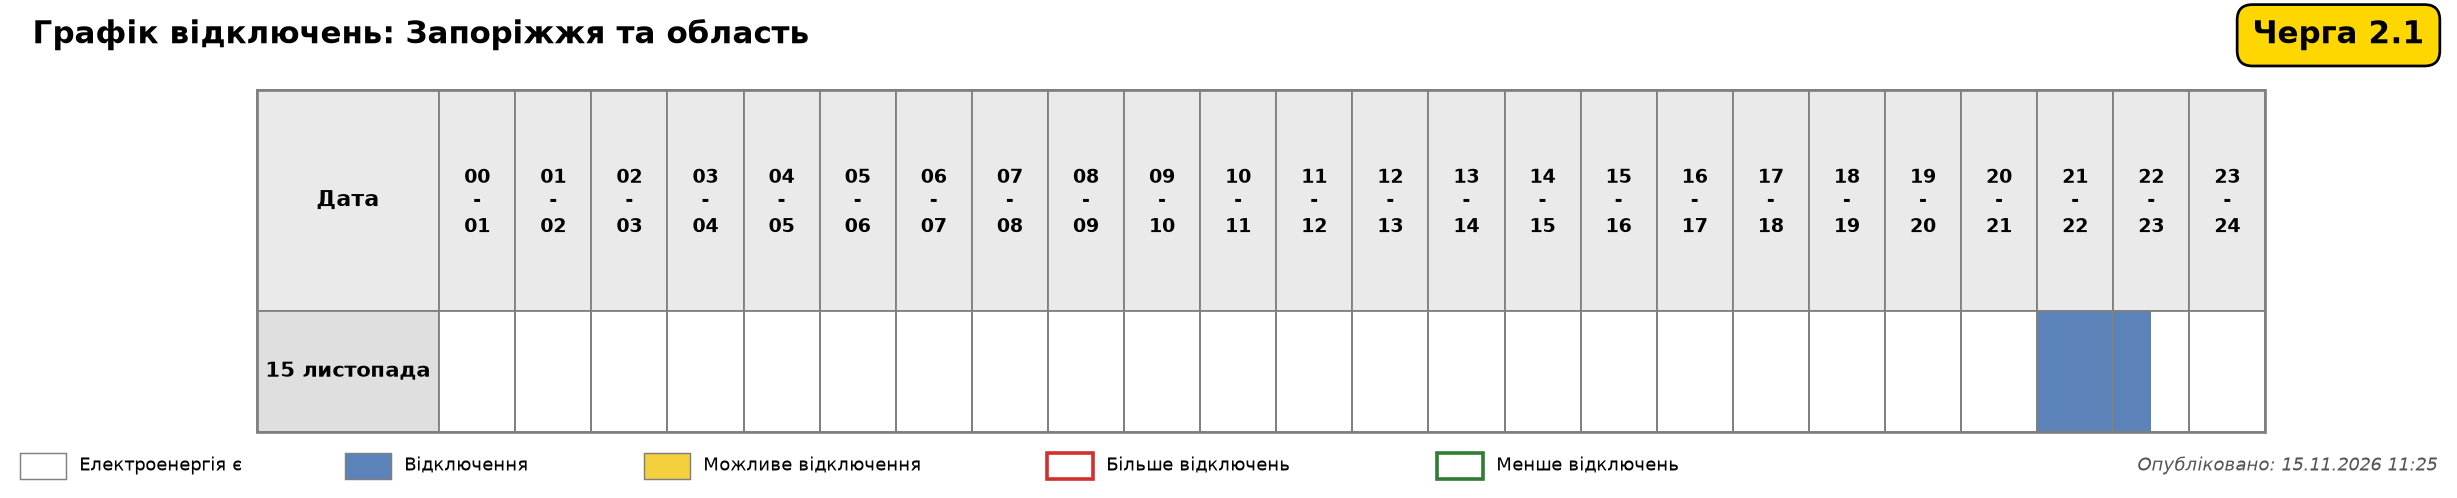 Графік відключень: Запоріжжя та область
Черга 2.1
Дата
00 - 01
01 - 02
02 - 03
03 - 04
04 - 05
05 - 06
06 - 07
07 - 08
08 - 09
09 - 10
10 - 11
11 - 12
12 - 13
13 - 14
14 - 15
15 - 16
16 - 17
17 - 18
18 - 19
19 - 20
20 - 21
21 - 22
22 - 23
23 - 24
15 листопада
Електроенергія є
Відключення
Можливе відключення
Більше відключень
Менше відключень
Опубліковано: 15.11.2026 11:25